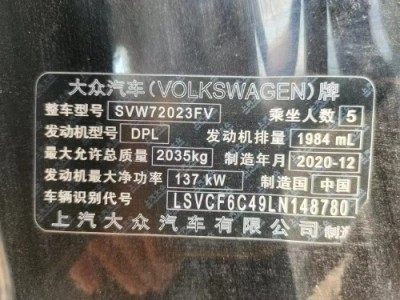 大众汽车(VOLKSWAGEN)牌
整车型号 SVW72023FV 乘坐人数 5
发动机型号 DPL 发动机排量 1984 mL
最大允许总质量 2035kg 制造年月 2020-12
发动机最大净功率 137 kW 制造国 中国
车辆识别代号 LSVCF6C49LN148780
上汽大众汽车有限公司 制造